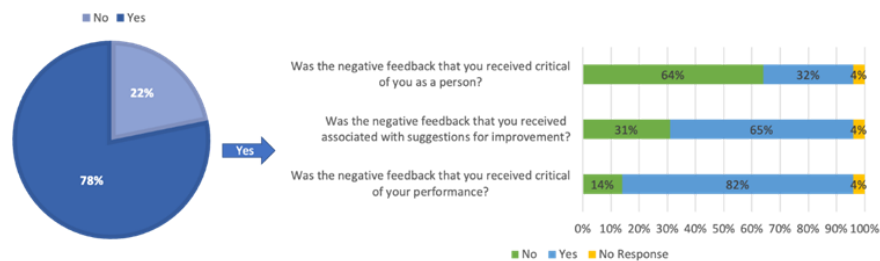 No Yes
22%
78%
Yes
Was the negative feedback that you received critical
of you as a person?
64% 32% 4%
Was the negative feedback that you received
associated with suggestions for improvement?
31% 65% 4%
Was the negative feedback that you received critical
of your performance?
14% 82% 4%
0% 10% 20% 30% 40% 50% 60% 70% 80% 90% 100%
No Yes No Response